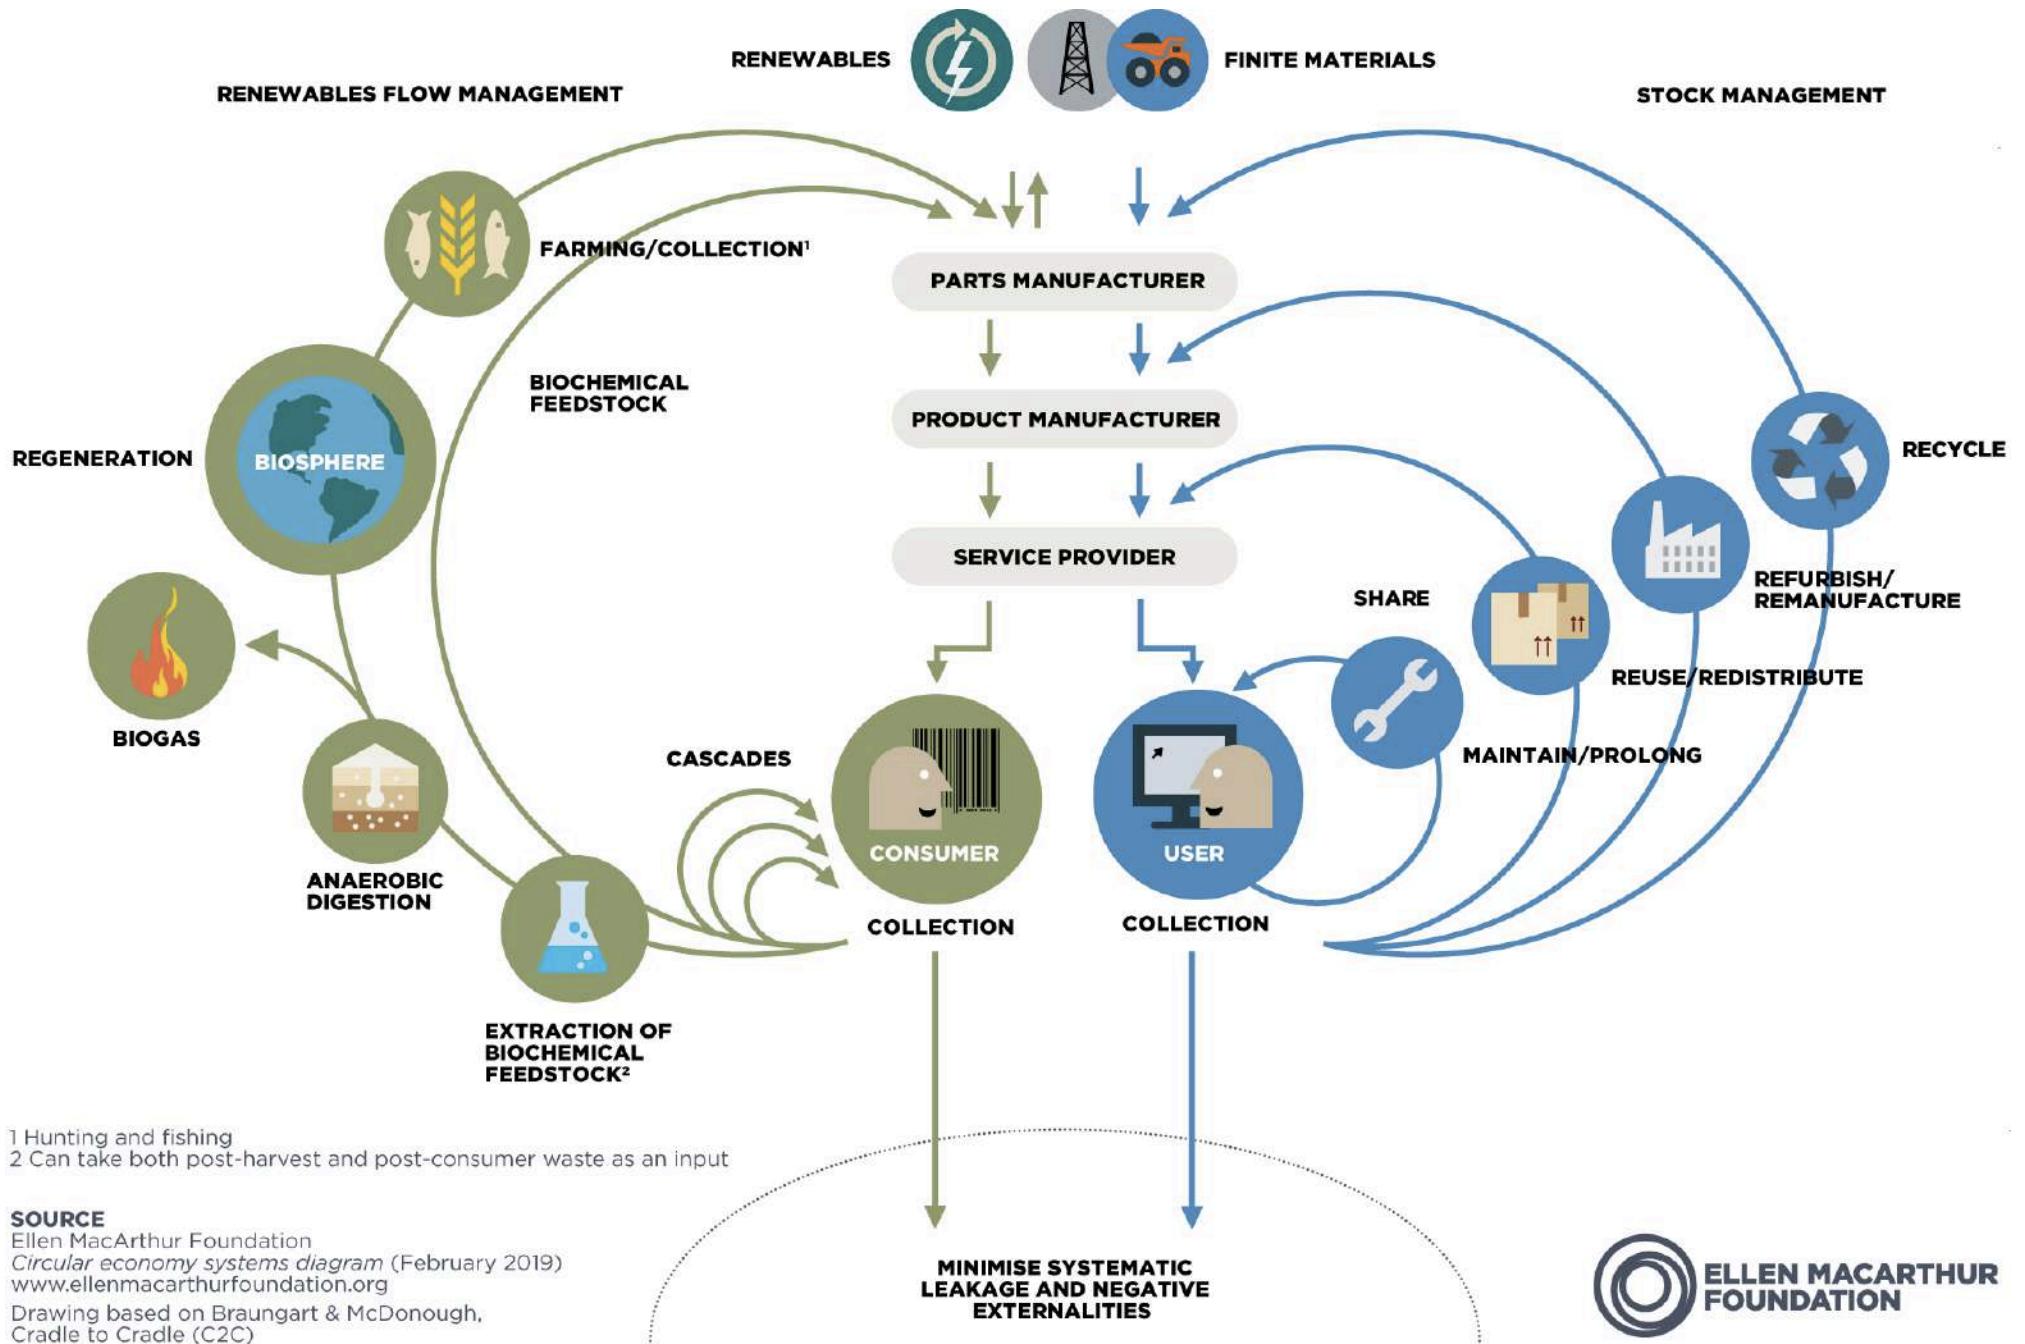 RENEWABLES
FINITE MATERIALS
RENEWABLES FLOW MANAGEMENT
STOCK MANAGEMENT
FARMING/COLLECTION¹
PARTS MANUFACTURER
BIOCHEMICAL
FEEDSTOCK
PRODUCT MANUFACTURER
REGENERATION
BIOSPHERE
RECYCLE
SERVICE PROVIDER
REFURBISH/
REMANUFACTURE
SHARE
REUSE/REDISTRIBUTE
BIOGAS
CASCADES
MAINTAIN/PROLONG
CONSUMER
USER
ANAEROBIC
DIGESTION
COLLECTION
COLLECTION
EXTRACTION OF
BIOCHEMICAL
FEEDSTOCK²
1 Hunting and fishing
2 Can take both post-harvest and post-consumer waste as an input
SOURCE
Ellen MacArthur Foundation
Circular economy systems diagram (February 2019)
www.ellenmacarthurfoundation.org
Drawing based on Braungart & McDonough,
Cradle to Cradle (C2C)
MINIMISE SYSTEMATIC
LEAKAGE AND NEGATIVE
EXTERNALITIES
ELLEN MACARTHUR
FOUNDATION